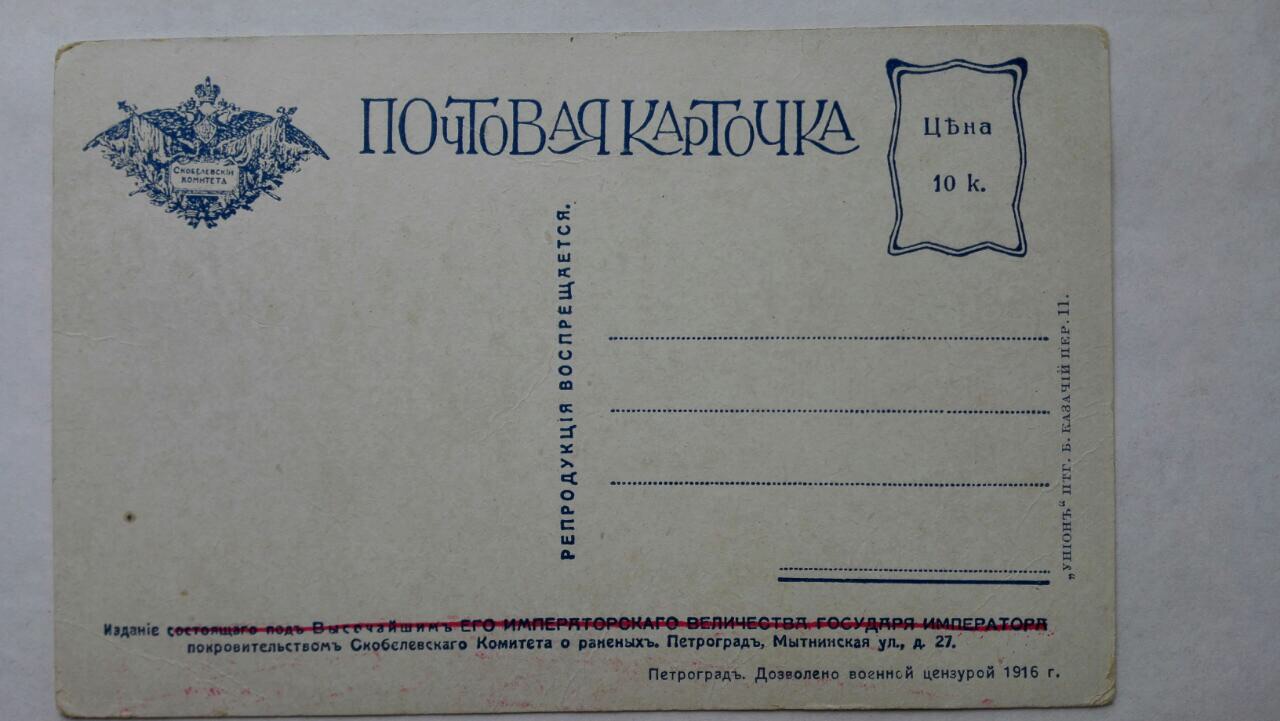 СКОБЕЛЕВСКІЙ
КОМИТЕТА
ПОЧТОВАЯ КАРТОЧКА
Цѣна
10 к.
РЕПРОДУКЦІЯ ВОСПРЕЩАЕТСЯ.
„УНІОНЪ“ ПТГ. Б. КАЗАЧІЙ ПЕР. 11.
Изданіе состоящаго подъ Высочайшимъ ЕГО ИМПЕРАТОРСКАГО ВЕЛИЧЕСТВА ГОСУДАРЯ ИМПЕРАТОРА
покровительствомъ Скобелевскаго Комитета о раненыхъ. Петроградъ, Мытнинская ул., д. 27.
Петроградъ. Дозволено военной цензурой 1916 г.